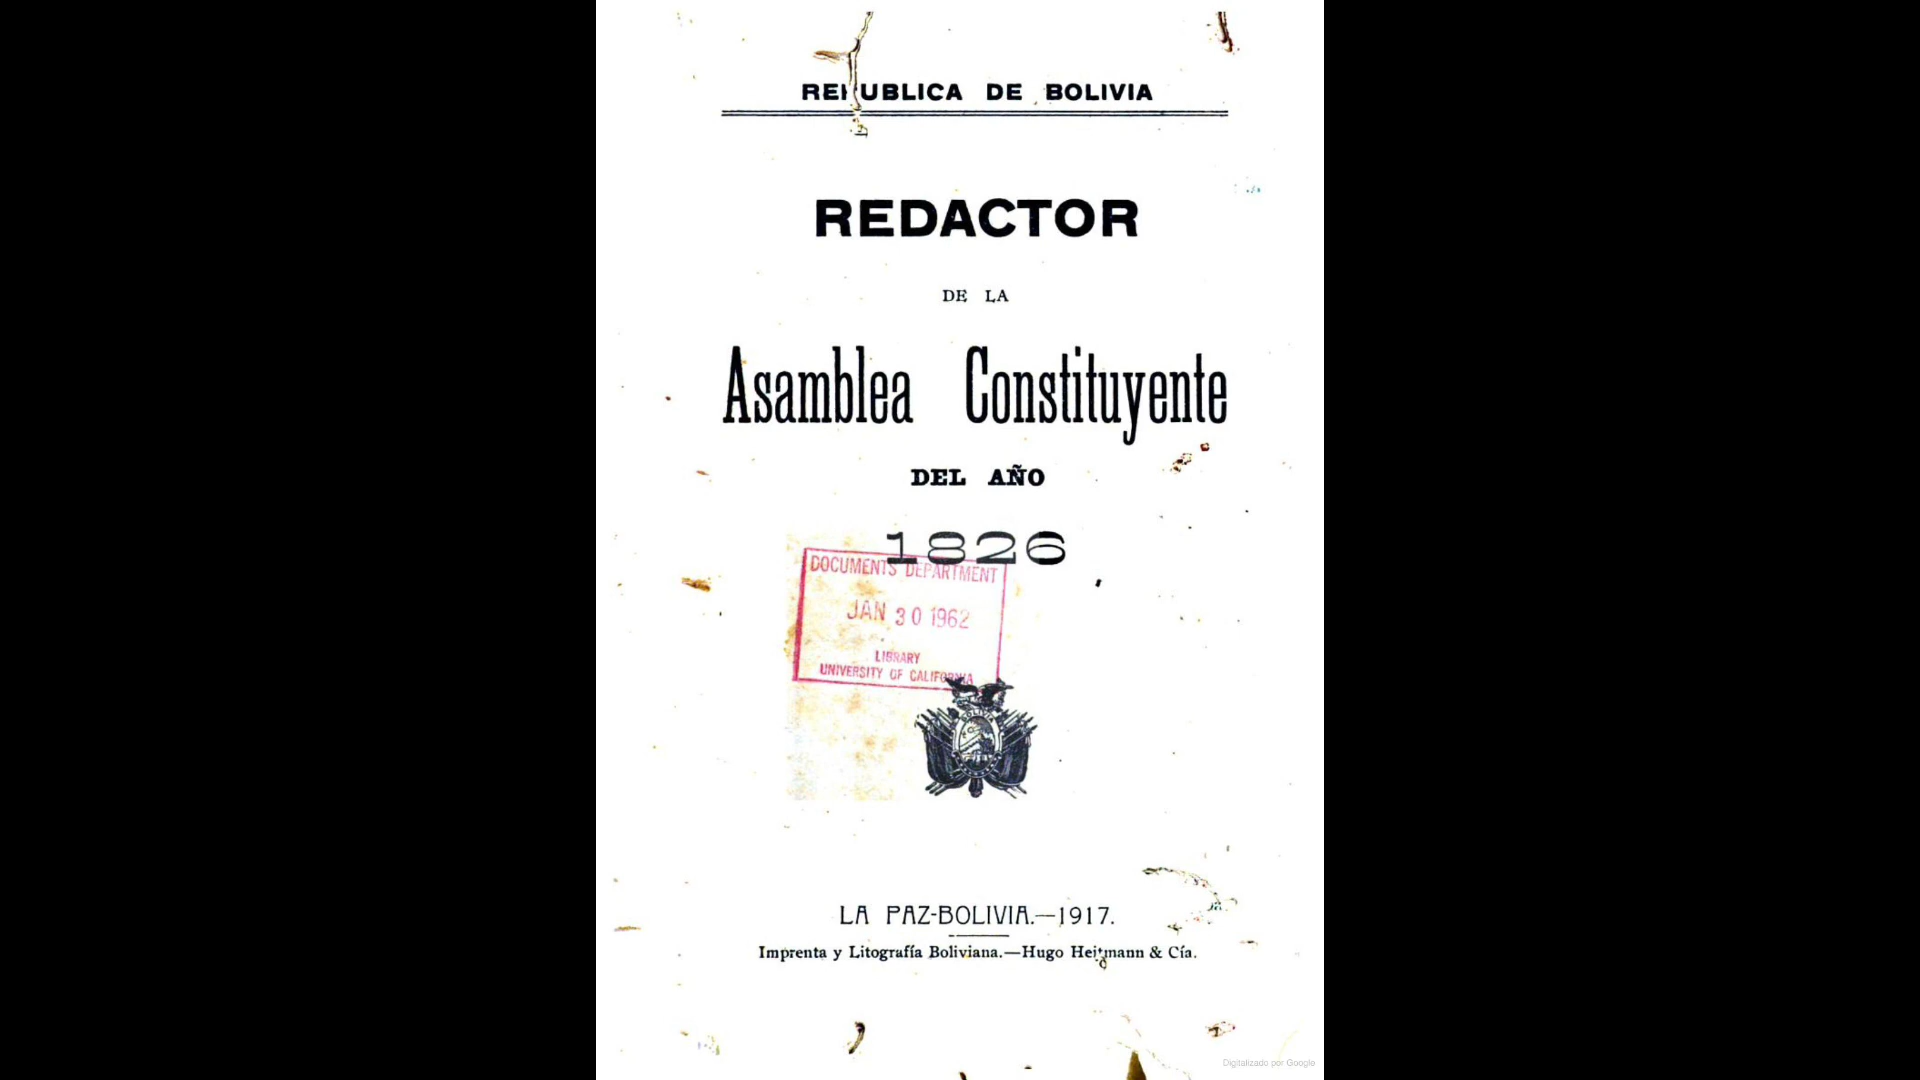 REPUBLICA DE BOLIVIA
REDACTOR
DE LA
Asamblea Constituyente
DEL AÑO
1826
DOCUMENTS DEPARTMENT
JAN 30 1962
LIBRARY
UNIVERSITY OF CALIFORNIA
BOLIVIA
LA PAZ-BOLIVIA.—1917.
Imprenta y Litografía Boliviana.—Hugo Heitmann & Cía.
Digitalizado por Google